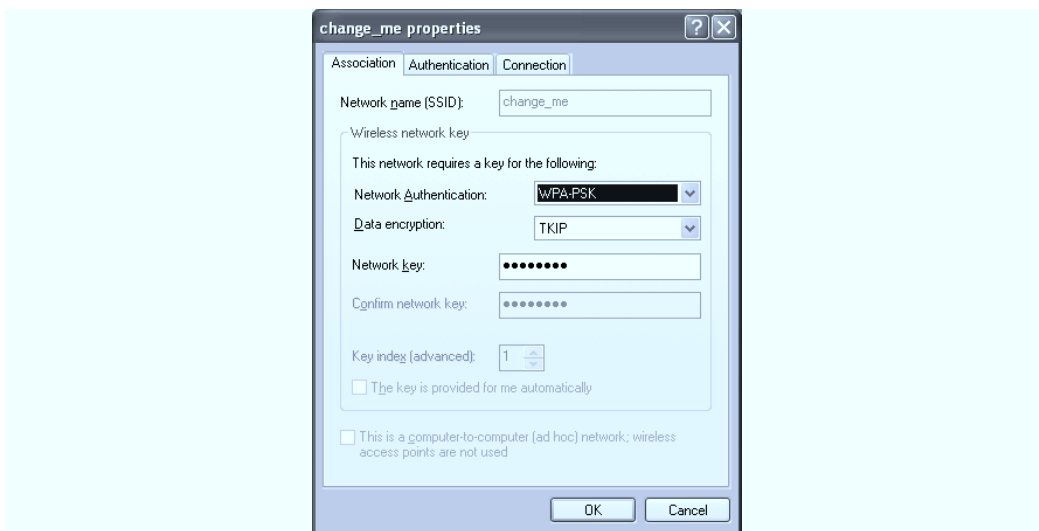 change_me properties
Association Authentication Connection
Network name (SSID): change_me
Wireless network key
This network requires a key for the following:
Network Authentication: WPA-PSK
Data encryption: TKIP
Network key: ••••••••
Confirm network key: ••••••••
Key index (advanced): 1
The key is provided for me automatically
This is a computer-to-computer (ad hoc) network; wireless
access points are not used
OK Cancel